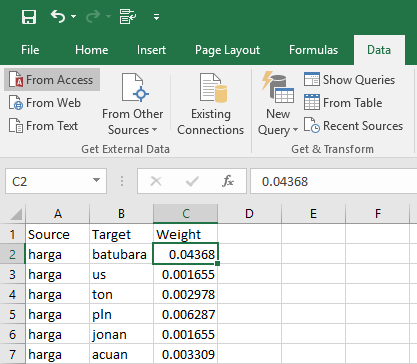 File Home Insert Page Layout Formulas Data
From Access
From Web
From Text
From Other Sources
Existing Connections
Get External Data
New Query
Show Queries
From Table
Recent Sources
Get & Transform
C2 fx 0.04368
A B C D E F
1 Source Target Weight
2 harga batubara 0.04368
3 harga us 0.001655
4 harga ton 0.002978
5 harga pln 0.006287
6 harga jonan 0.001655
7 harga acuan 0.003309